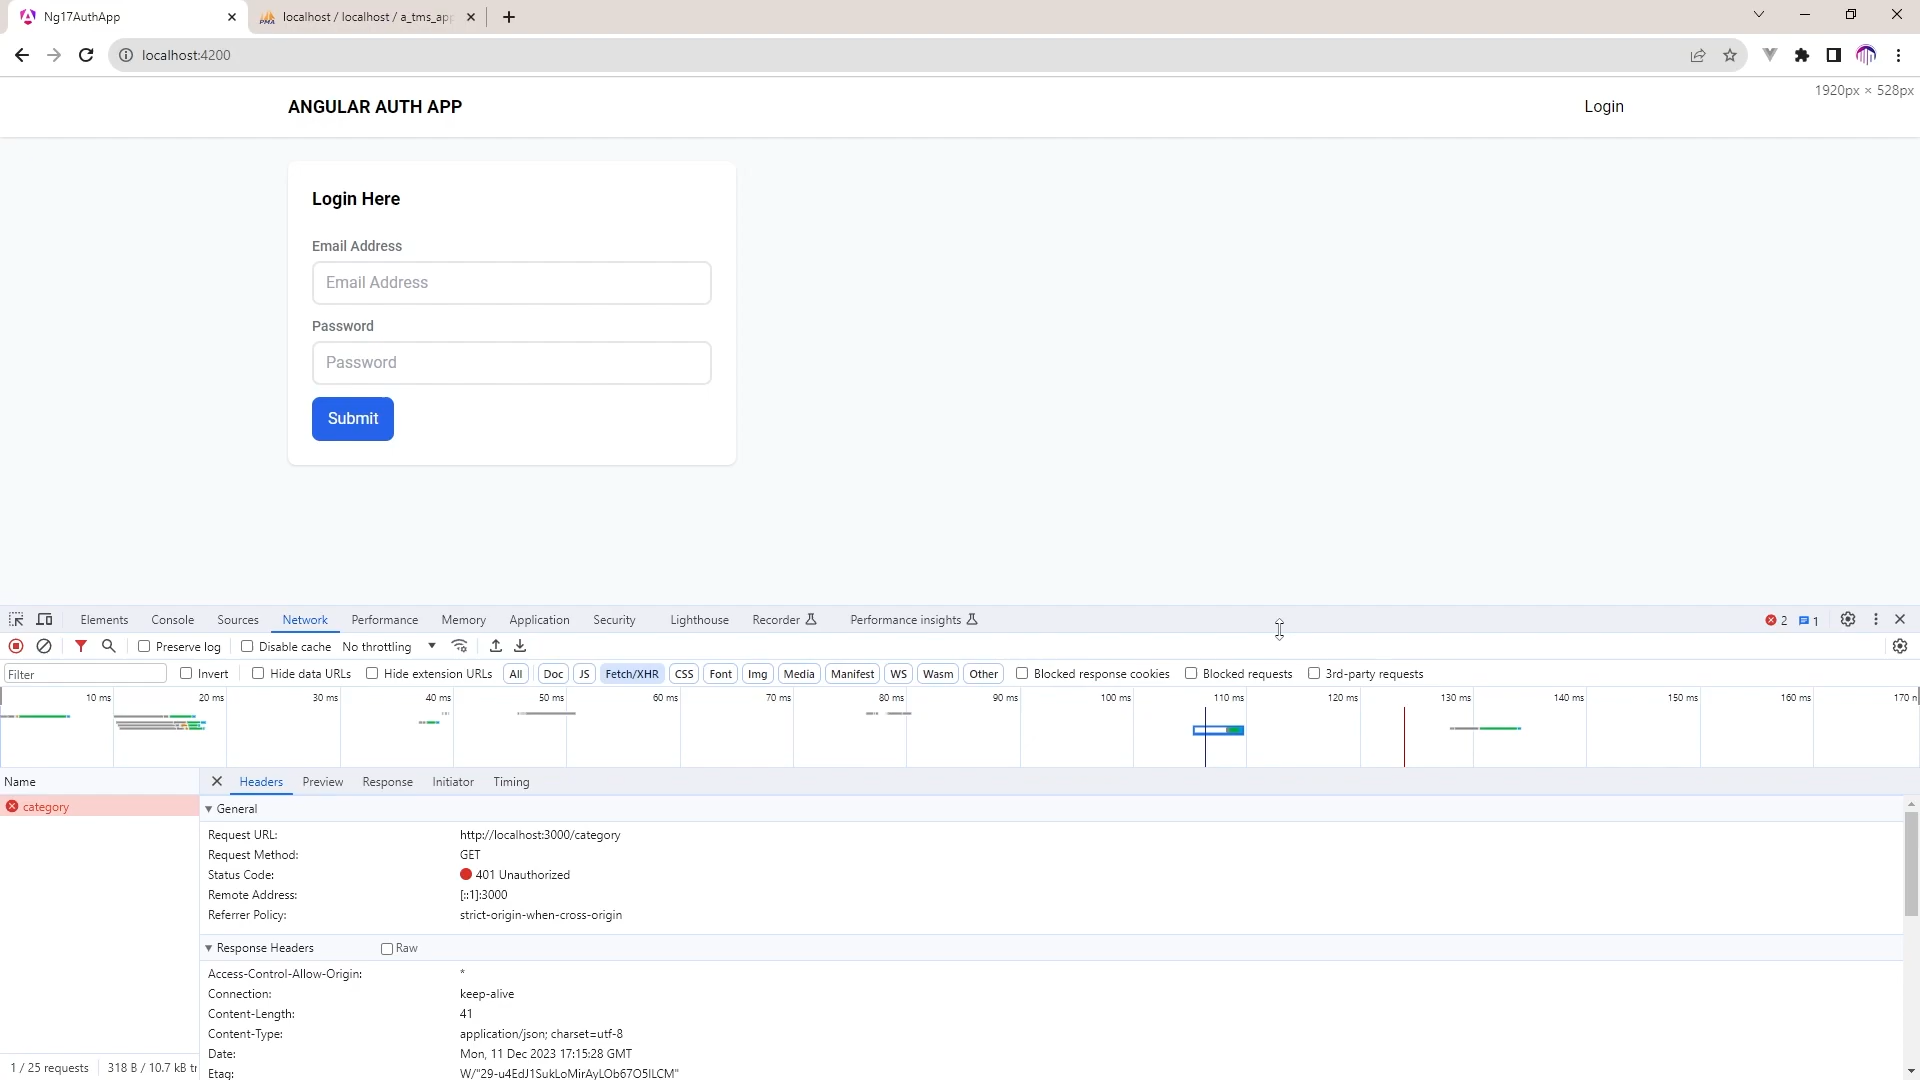 Ng17AuthApp
localhost / localhost / a_tms_app
localhost:4200
1920px × 528px
ANGULAR AUTH APP
Login
Login Here
Email Address
Email Address
Password
Password
Submit
Elements Console Sources Network Performance Memory Application Security Lighthouse Recorder Performance insights 2 1
Preserve log Disable cache No throttling
Filter Invert Hide data URLs Hide extension URLs All Doc JS Fetch/XHR CSS Font Img Media Manifest WS Wasm Other Blocked response cookies Blocked requests 3rd-party requests
10 ms 20 ms 30 ms 40 ms 50 ms 60 ms 70 ms 80 ms 90 ms 100 ms 110 ms 120 ms 130 ms 140 ms 150 ms 160 ms 170 n
Name Headers Preview Response Initiator Timing
category
General
Request URL: http://localhost:3000/category
Request Method: GET
Status Code: 401 Unauthorized
Remote Address: [::1]:3000
Referrer Policy: strict-origin-when-cross-origin
Response Headers Raw
Access-Control-Allow-Origin: *
Connection: keep-alive
Content-Length: 41
Content-Type: application/json; charset=utf-8
Date: Mon, 11 Dec 2023 17:15:28 GMT
Etag:
1 / 25 requests 318 B / 10.7 kB tr